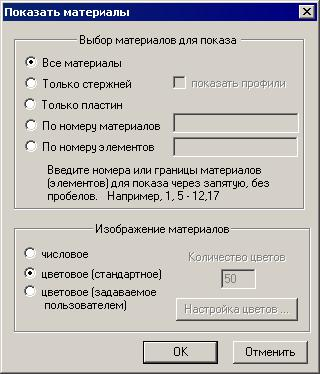 Показать материалы
Выбор материалов для показа
Все материалы
Только стержней
показать профили
Только пластин
По номеру материалов
По номеру элементов
Введите номера или границы материалов
(элементов) для показа через запятую, без
пробелов. Например, 1, 5 - 12,17
Изображение материалов
числовое
Количество цветов
цветовое (стандартное)
50
цветовое (задаваемое
пользователем)
Настройка цветов ...
OK
Отменить